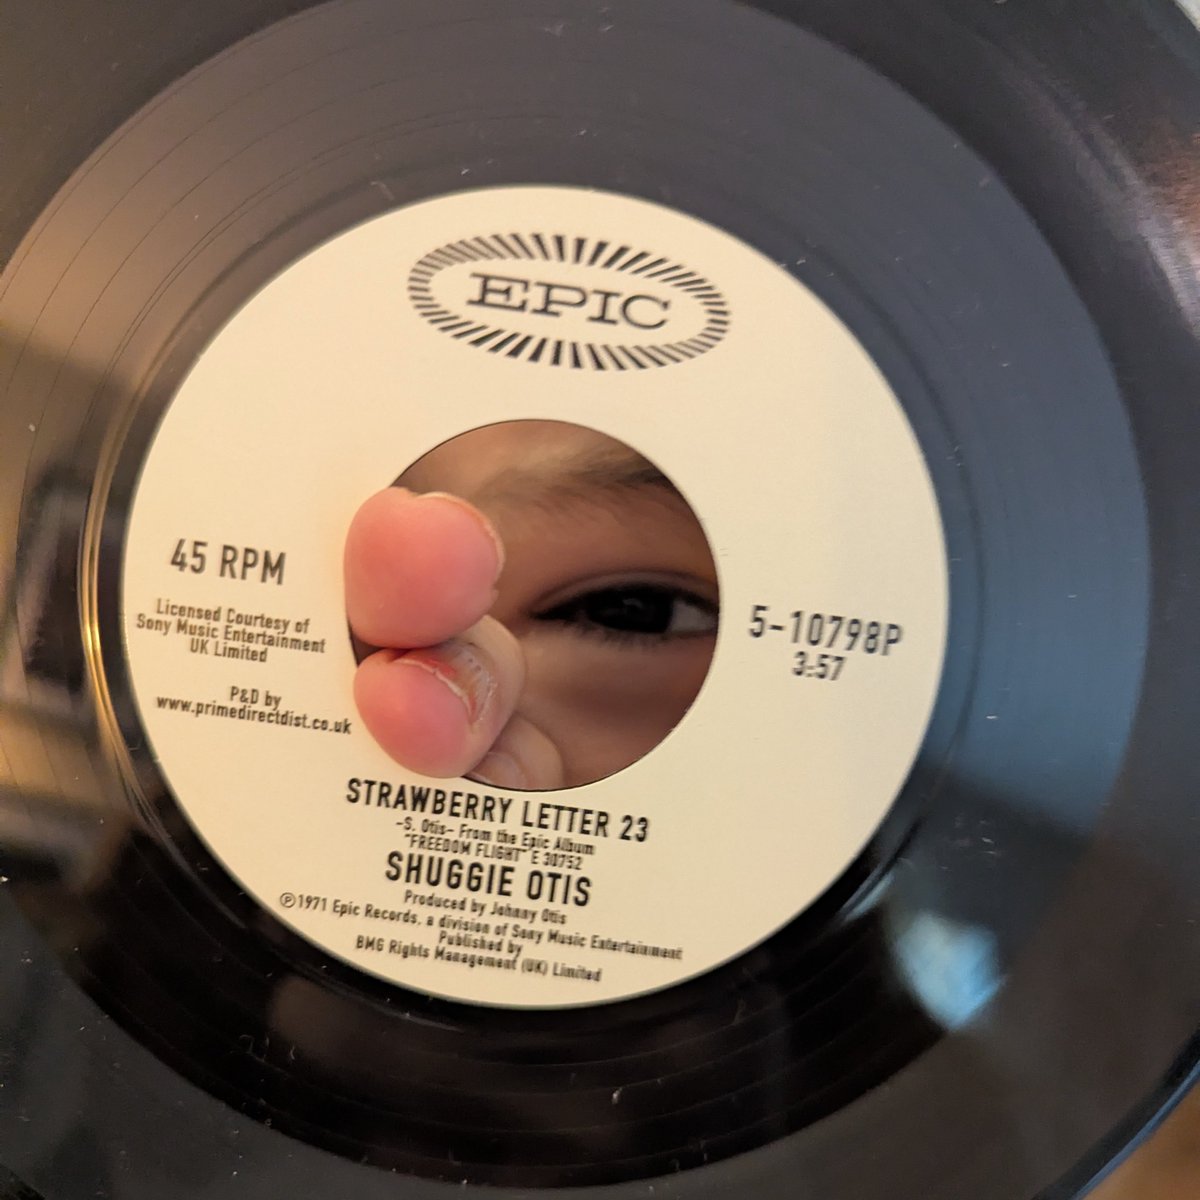 EPIC
45 RPM
Licensed Courtesy of
Sony Music Entertainment
UK Limited
P&D by
www.primedirectdist.co.uk
5-10798P
3:57
STRAWBERRY LETTER 23
-S. Otis- From the Epic Album
"FREEDOM FLIGHT" E 30752
SHUGGIE OTIS
Produced by Johnny Otis
℗1971 Epic Records, a division of Sony Music Entertainment
Published by
BMG Rights Management (UK) Limited